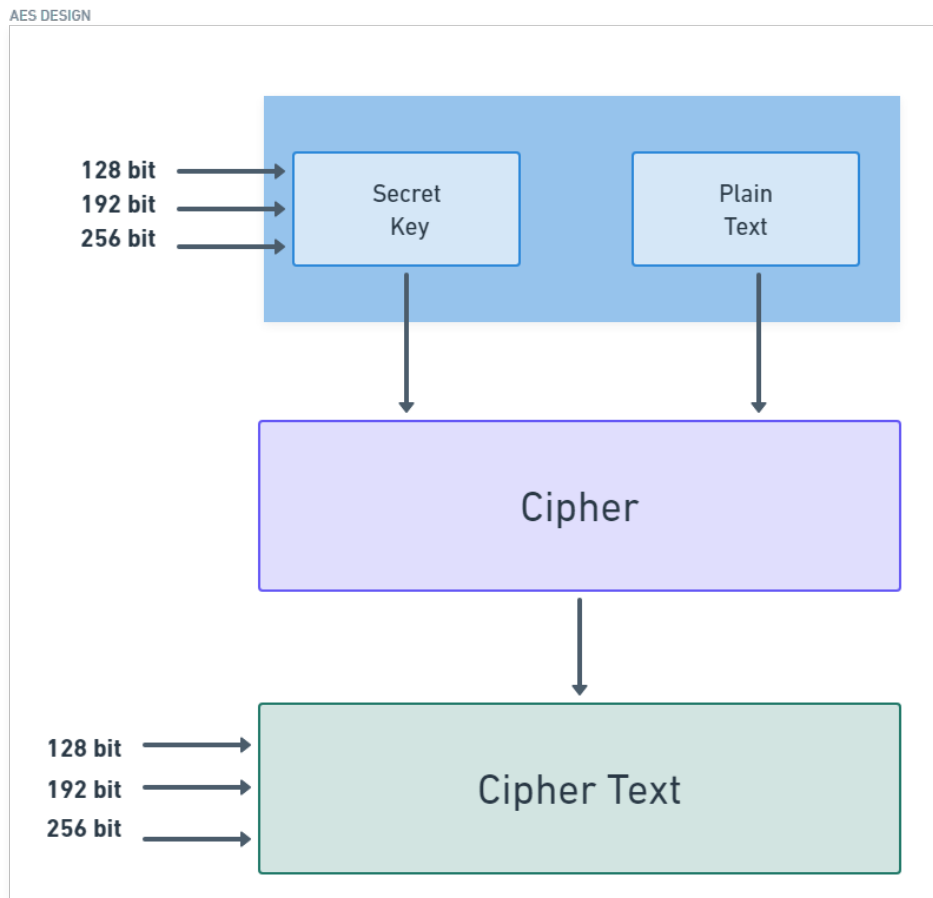 AES DESIGN
128 bit
192 bit
256 bit
Secret
Key
Plain
Text
Cipher
128 bit
192 bit
256 bit
Cipher Text